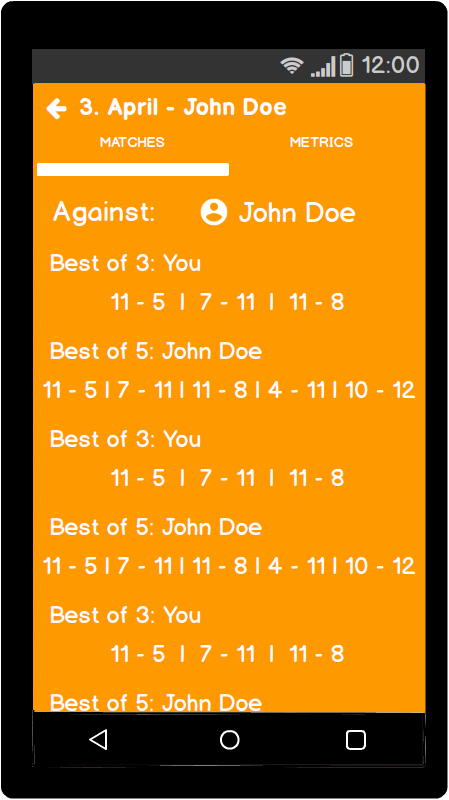 12:00
3. April - John Doe
MATCHES METRICS
Against: John Doe
Best of 3: You
11 - 5 | 7 - 11 | 11 - 8
Best of 5: John Doe
11 - 5 | 7 - 11 | 11 - 8 | 4 - 11 | 10 - 12
Best of 3: You
11 - 5 | 7 - 11 | 11 - 8
Best of 5: John Doe
11 - 5 | 7 - 11 | 11 - 8 | 4 - 11 | 10 - 12
Best of 3: You
11 - 5 | 7 - 11 | 11 - 8
Best of 5: John Doe